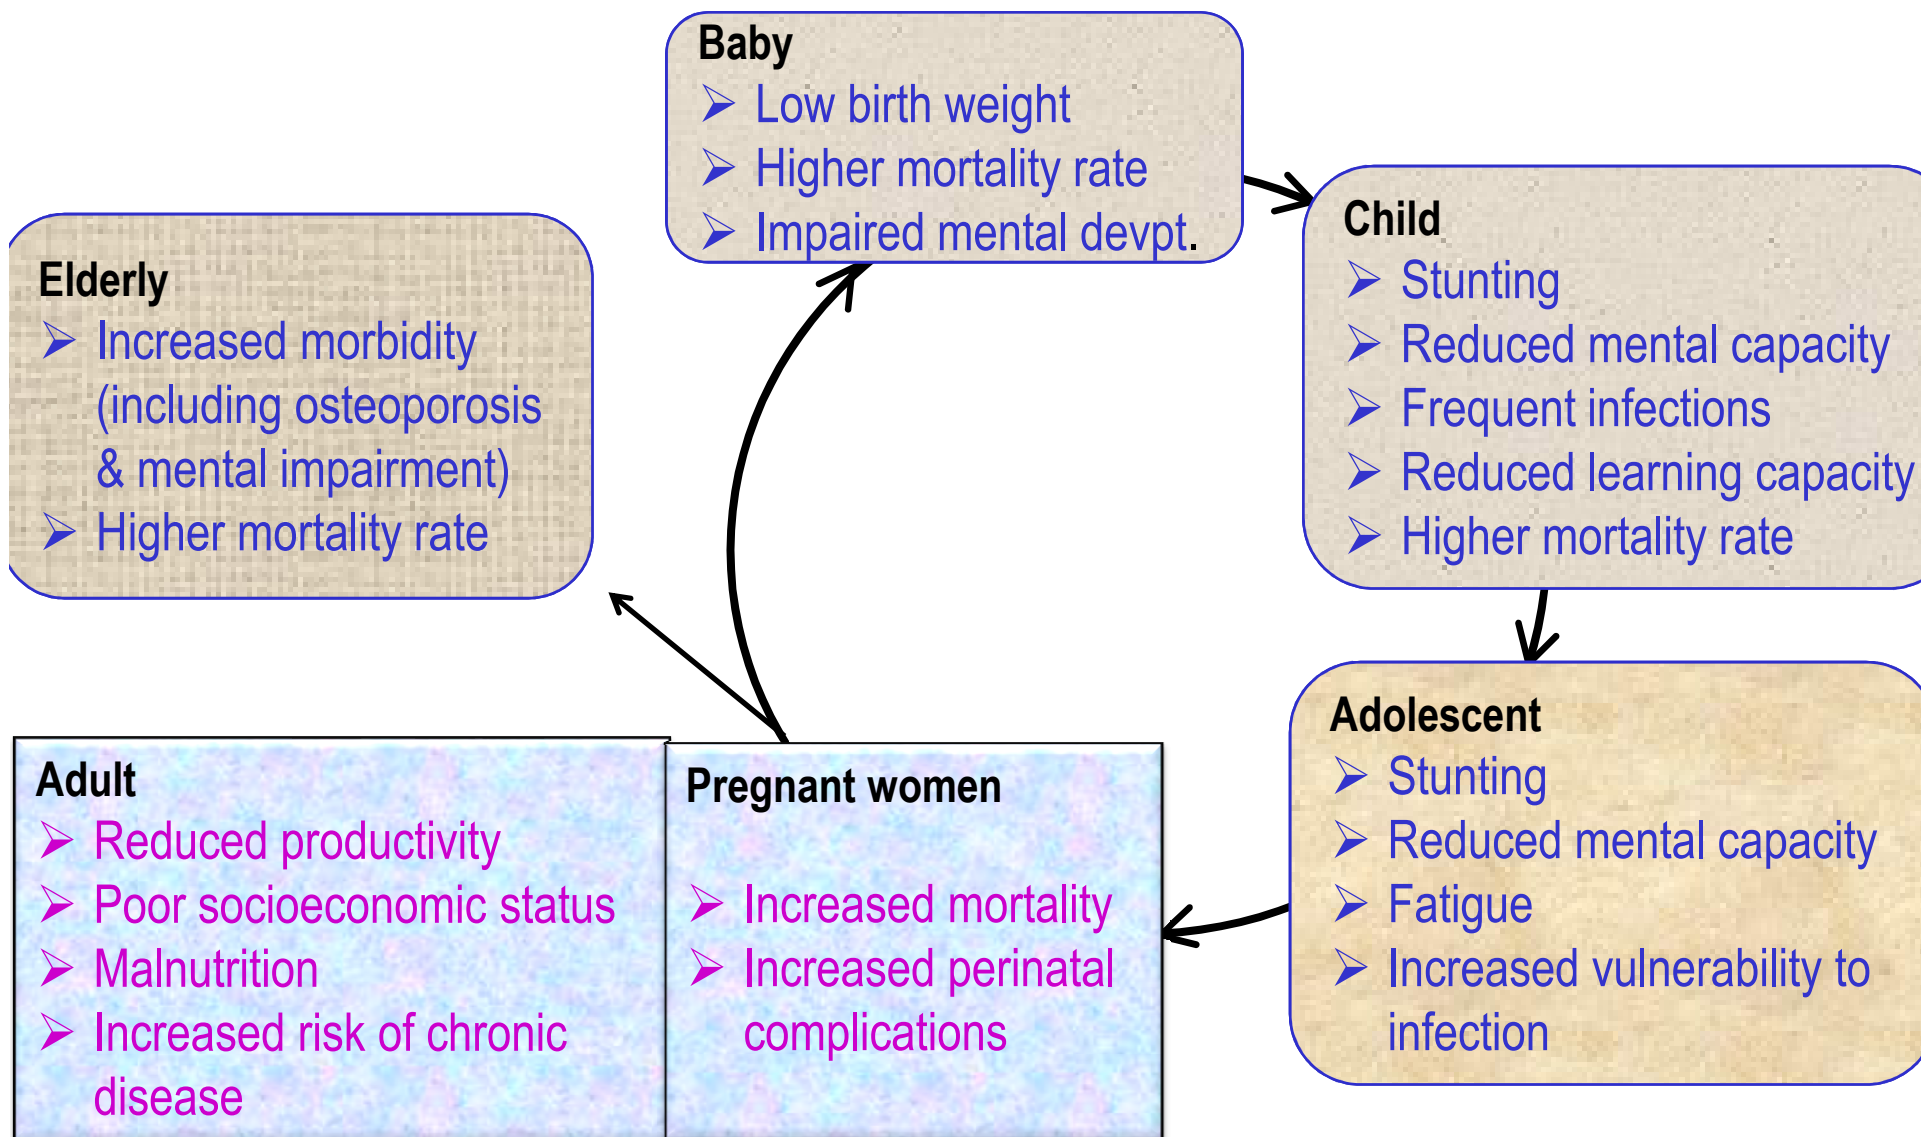 Baby
➢ Low birth weight
➢ Higher mortality rate
➢ Impaired mental devpt.
Child
➢ Stunting
➢ Reduced mental capacity
➢ Frequent infections
➢ Reduced learning capacity
➢ Higher mortality rate
Elderly
➢ Increased morbidity
(including osteoporosis
& mental impairment)
➢ Higher mortality rate
Adolescent
➢ Stunting
➢ Reduced mental capacity
➢ Fatigue
➢ Increased vulnerability to
infection
Adult
➢ Reduced productivity
➢ Poor socioeconomic status
➢ Malnutrition
➢ Increased risk of chronic
disease
Pregnant women
➢ Increased mortality
➢ Increased perinatal
complications